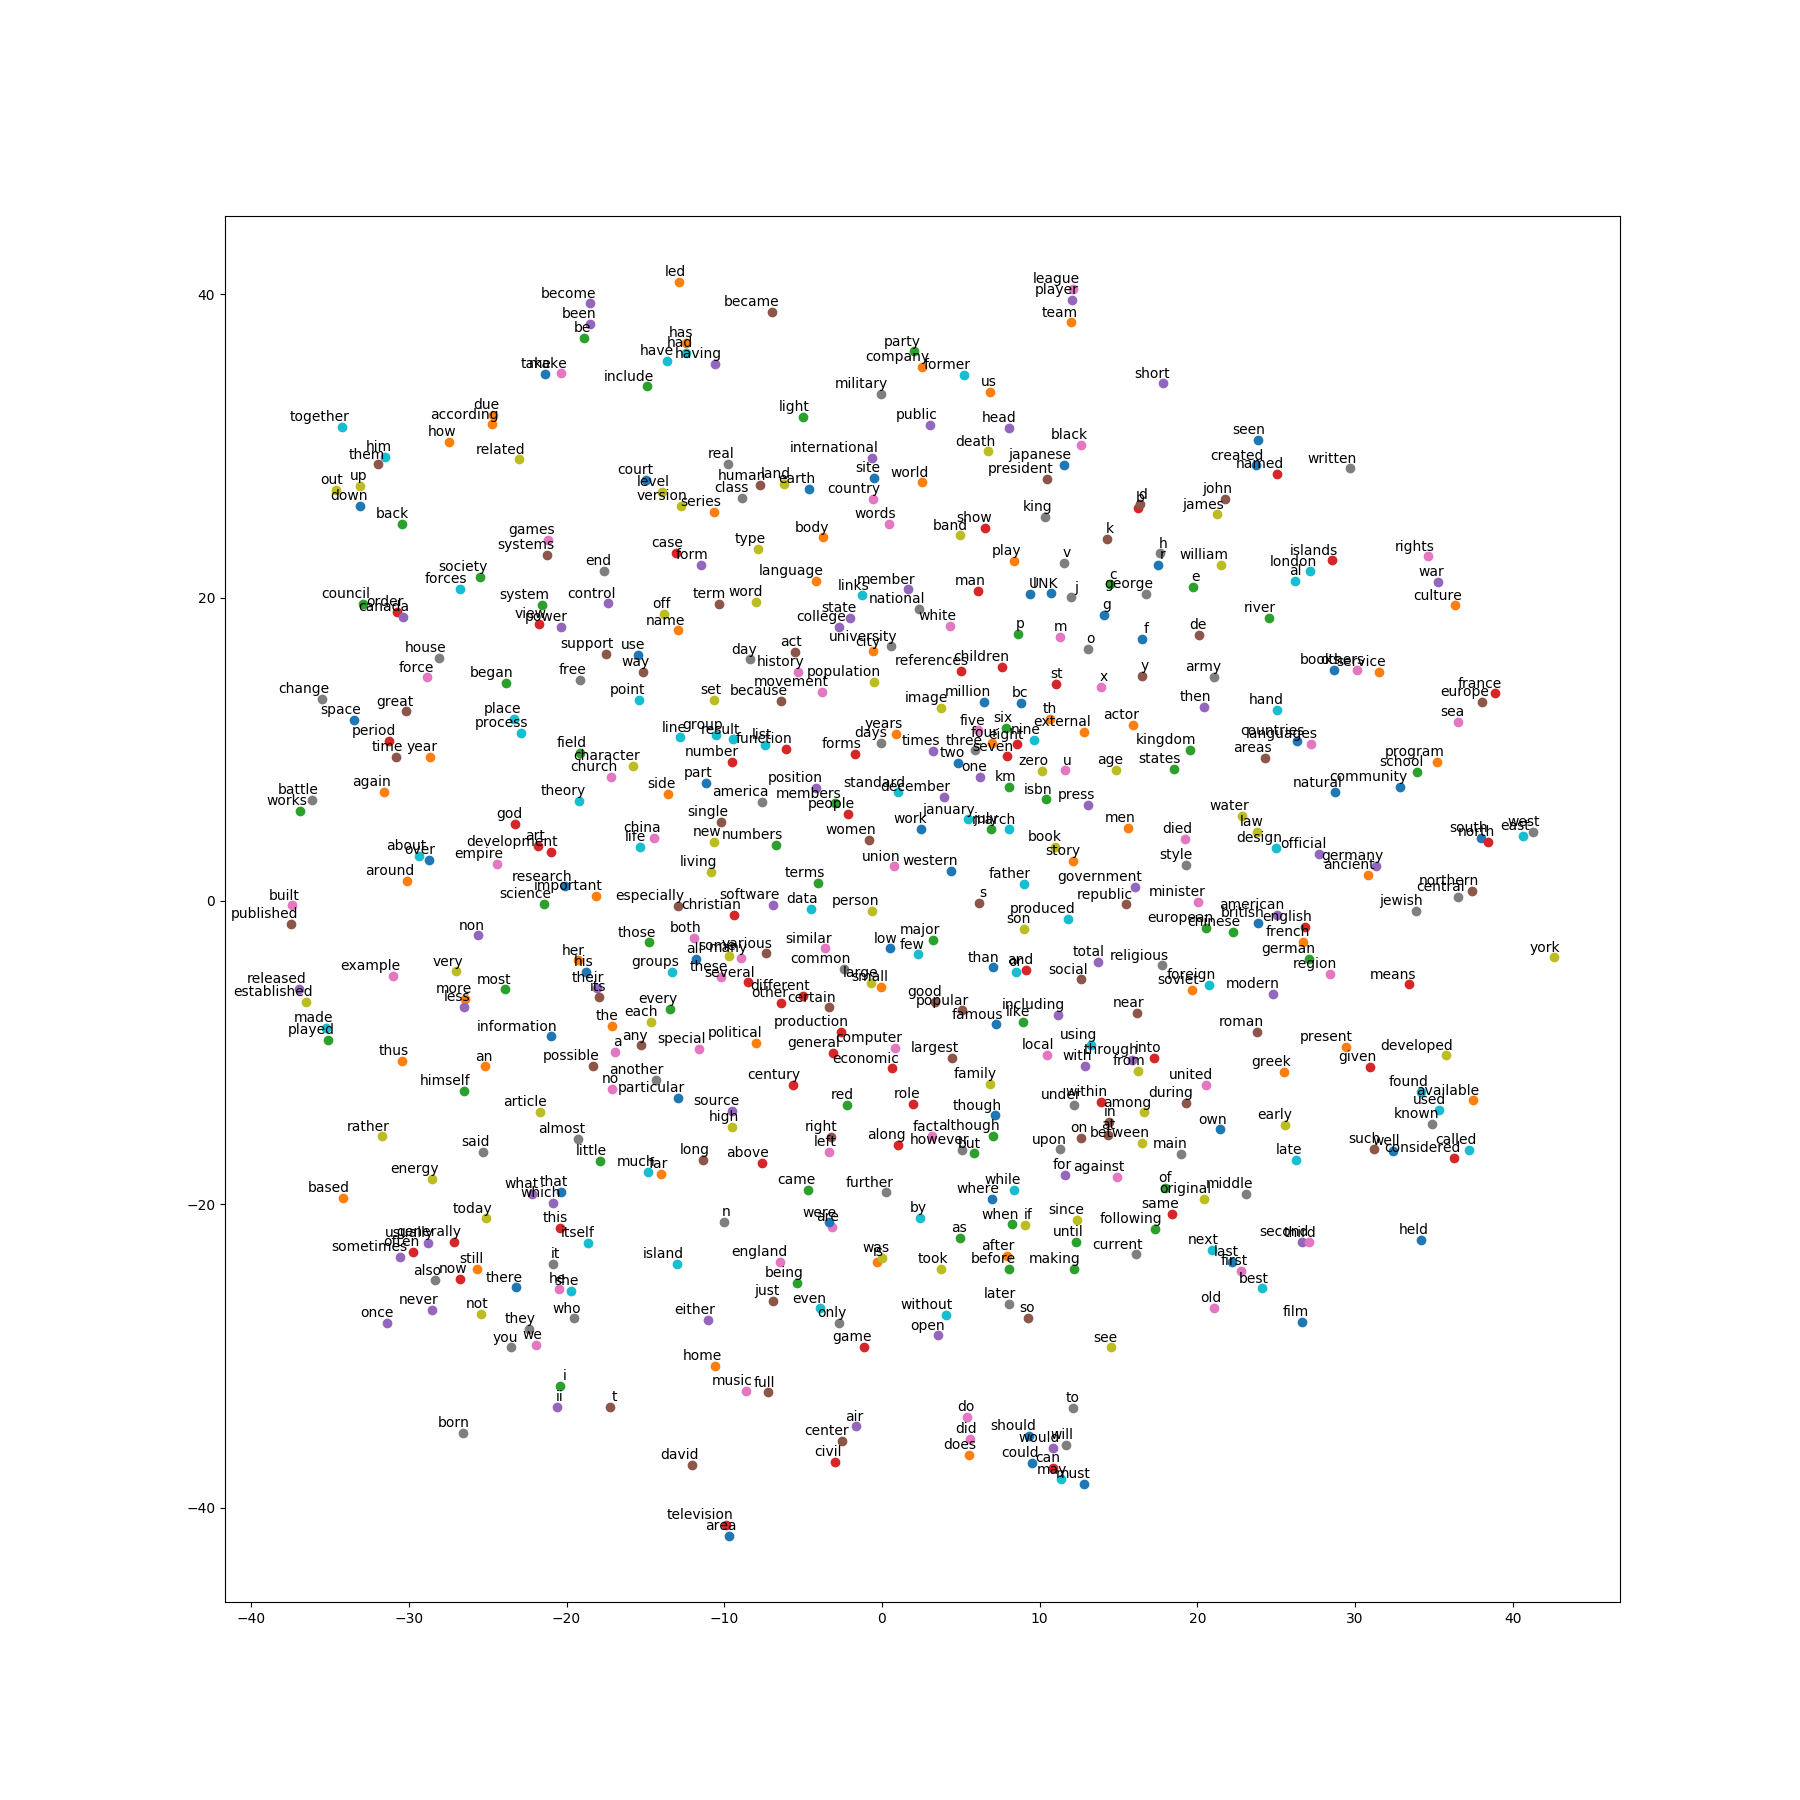 led
league
become
player
became
been
team
be
has
had
have
having
party
company
former
take
make
include
military
us
short
due
according
light
together
public
head
how
seen
black
him
related
death
international
real
japanese
created
named
written
them
site
president
court
human
land
earth
world
out
up
level
class
country
down
version
series
john
d
king
james
back
words
show
band
body
k
games
systems
case
form
type
play
v
h
r
william
islands
london
al
rights
end
language
man
war
society
forces
member
links
UNK
j
c
george
e
culture
council
order
canada
system
control
term
word
national
state
college
off
name
white
g
river
view
power
p
m
f
de
house
support
use
day
act
university
city
o
books
others
service
force
began
free
way
history
population
references
children
st
x
y
army
change
space
great
point
set
because
movement
image
million
bc
then
hand
france
europe
sea
place
process
line
group
result
list
function
years
days
five
six
th
external
actor
countries
languages
period
time
year
field
character
number
forms
times
three
four
eight
nine
seven
kingdom
areas
program
school
again
church
part
position
two
one
zero
u
age
states
natural
community
battle
works
theory
side
america
members
people
standard
december
km
isbn
press
god
single
january
july
march
men
water
law
south
north
east
west
art
development
china
life
new
numbers
women
work
book
story
died
design
official
about
over
empire
living
union
western
style
germany
ancient
around
research
science
important
terms
father
government
northern
central
built
published
especially
christian
software
data
person
s
son
produced
republic
minister
american
british
english
jewish
non
those
both
european
chinese
french
german
all
some
many
various
similar
common
low
few
major
than
or
and
total
religious
york
example
very
her
his
groups
these
several
social
foreign
soviet
region
means
released
established
more
less
most
their
its
different
other
certain
large
small
good
popular
modern
made
played
information
the
every
each
production
famous
like
including
near
roman
thus
an
possible
a
any
special
political
general
computer
economic
largest
local
using
with
through
from
into
present
given
developed
himself
no
another
particular
century
family
united
greek
found
available
article
source
high
red
role
though
under
within
among
during
used
known
rather
said
almost
little
right
left
fact
along
however
although
but
on
in
between
own
early
main
such
well
called
considered
energy
much
far
long
above
upon
for
against
late
based
what
that
which
came
further
where
while
of
original
middle
today
this
n
were
are
by
same
usually
generally
often
sometimes
itself
as
when
if
since
until
following
second
third
held
still
it
island
england
was
is
took
after
before
making
current
next
last
first
also
now
there
he
she
being
best
never
not
who
just
even
only
without
later
so
old
film
once
they
either
open
you
we
game
see
home
music
full
i
ii
t
born
air
center
civil
david
do
did
does
should
would
will
to
could
can
may
must
television
area
40
20
0
−20
−40
−40
−30
−20
−10
0
10
20
30
40